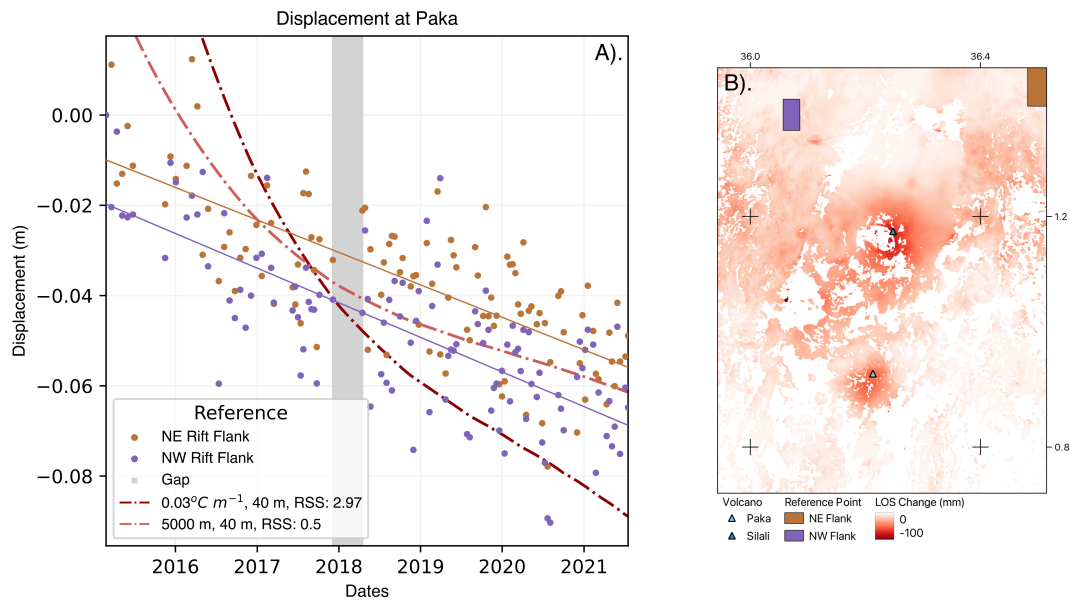 Displacement at Paka
A).
Displacement (m)
0.00
−0.02
−0.04
−0.06
−0.08
Reference
NE Rift Flank
NW Rift Flank
Gap
0.03°C m⁻¹, 40 m, RSS: 2.97
5000 m, 40 m, RSS: 0.5
2016
2017
2018
2019
2020
2021
Dates
36.0
36.4
B).
1.2
0.8
Volcano
Paka
Silali
Reference Point
NE Flank
NW Flank
LOS Change (mm)
0
-100